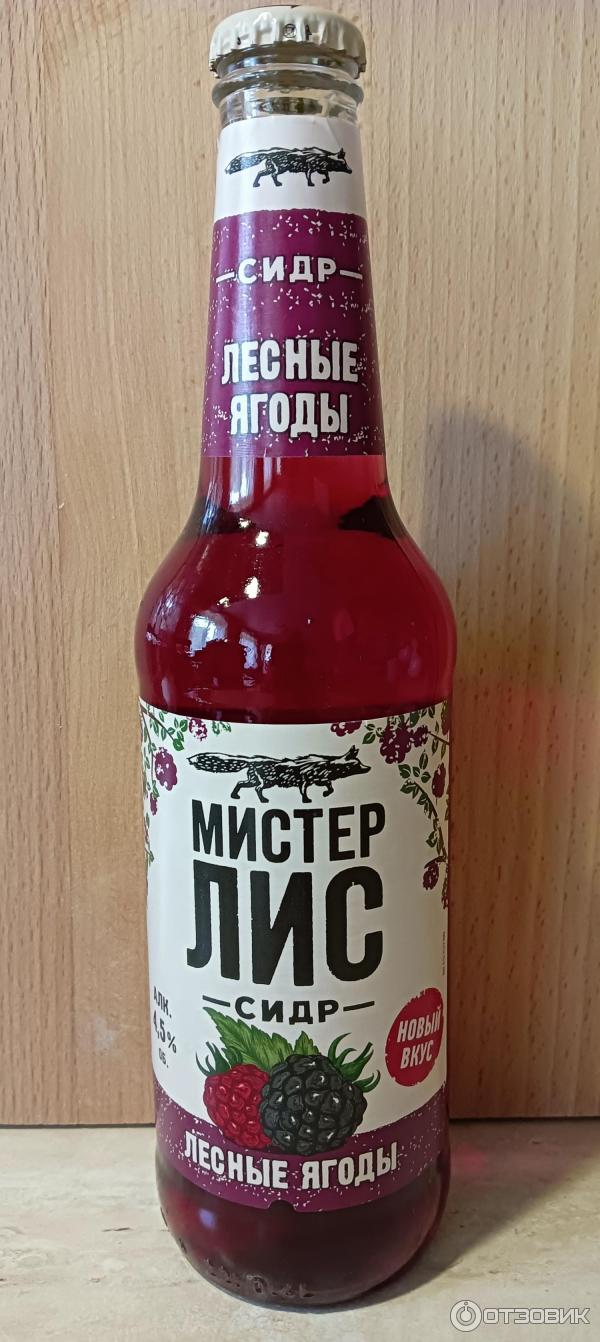 СИДР
ЛЕСНЫЕ
ЯГОДЫ
МИСТЕР
ЛИС
СИДР
АЛК.
4,5%
ОБ.
НОВЫЙ
ВКУС
ЛЕСНЫЕ ЯГОДЫ
ОТЗОВИК